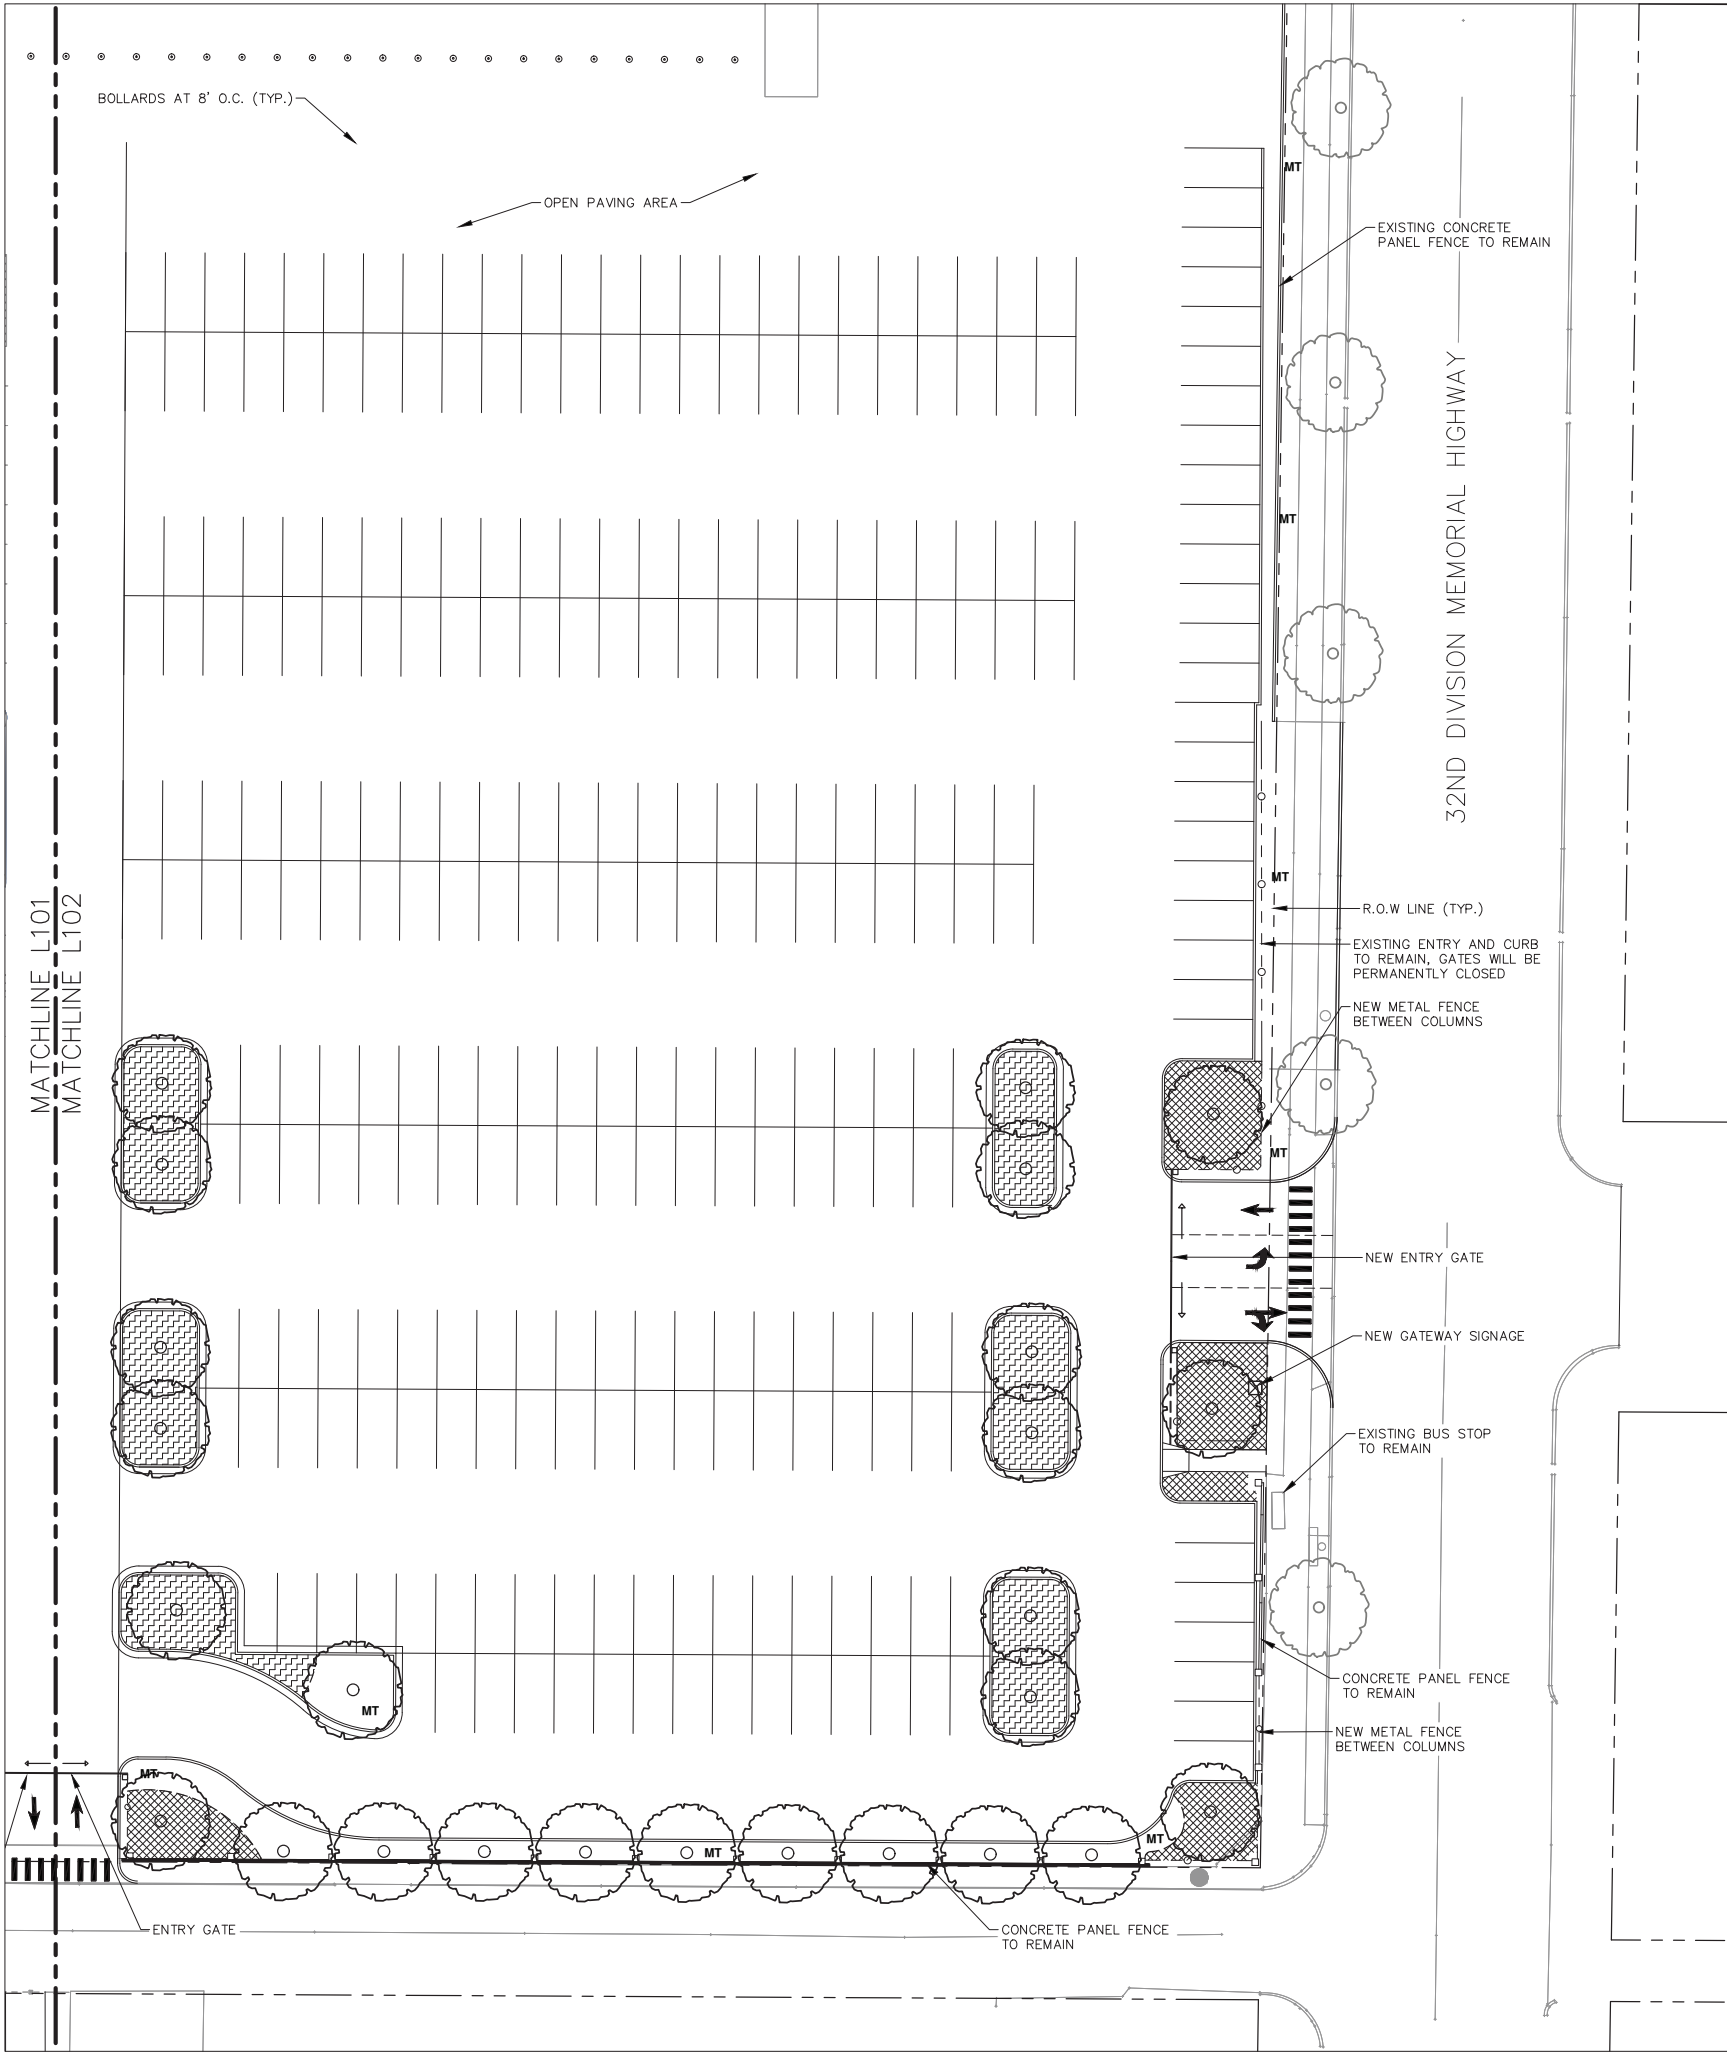 BOLLARDS AT 8' O.C. (TYP.)
MT
OPEN PAVING AREA
EXISTING CONCRETE
PANEL FENCE TO REMAIN
32ND DIVISION MEMORIAL HIGHWAY
MT
MT
MATCHLINE L101
MATCHLINE L102
R.O.W LINE (TYP.)
EXISTING ENTRY AND CURB
TO REMAIN, GATES WILL BE
PERMANENTLY CLOSED
NEW METAL FENCE
BETWEEN COLUMNS
MT
NEW ENTRY GATE
NEW GATEWAY SIGNAGE
EXISTING BUS STOP
TO REMAIN
CONCRETE PANEL FENCE
TO REMAIN
MT
NEW METAL FENCE
BETWEEN COLUMNS
MT
MT
MT
ENTRY GATE
CONCRETE PANEL FENCE
TO REMAIN